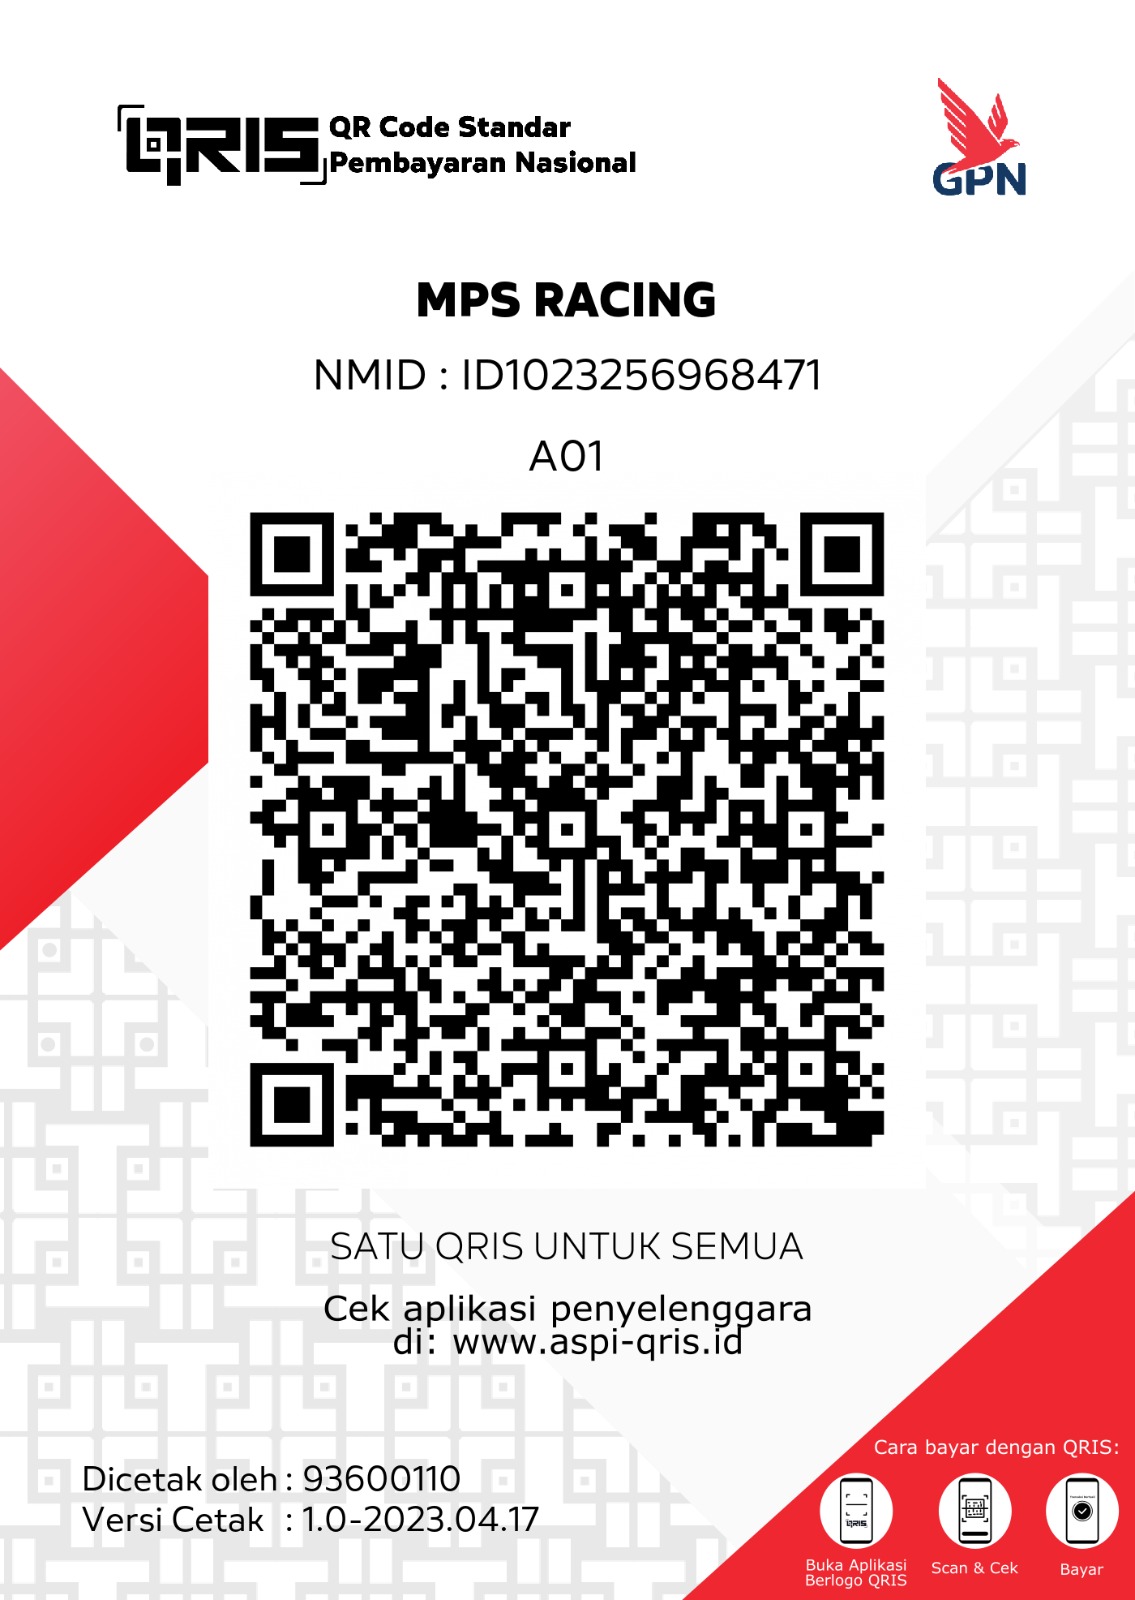 QRIS QR Code Standar
Pembayaran Nasional
GPN
MPS RACING
NMID : ID1023256968471
A01
SATU QRIS UNTUK SEMUA
Cek aplikasi penyelenggara
di: www.aspi-qris.id
Dicetak oleh : 93600110
Versi Cetak : 1.0-2023.04.17
Cara bayar dengan QRIS:
QRIS
Buka Aplikasi
Berlogo QRIS
Scan & Cek
Bayar